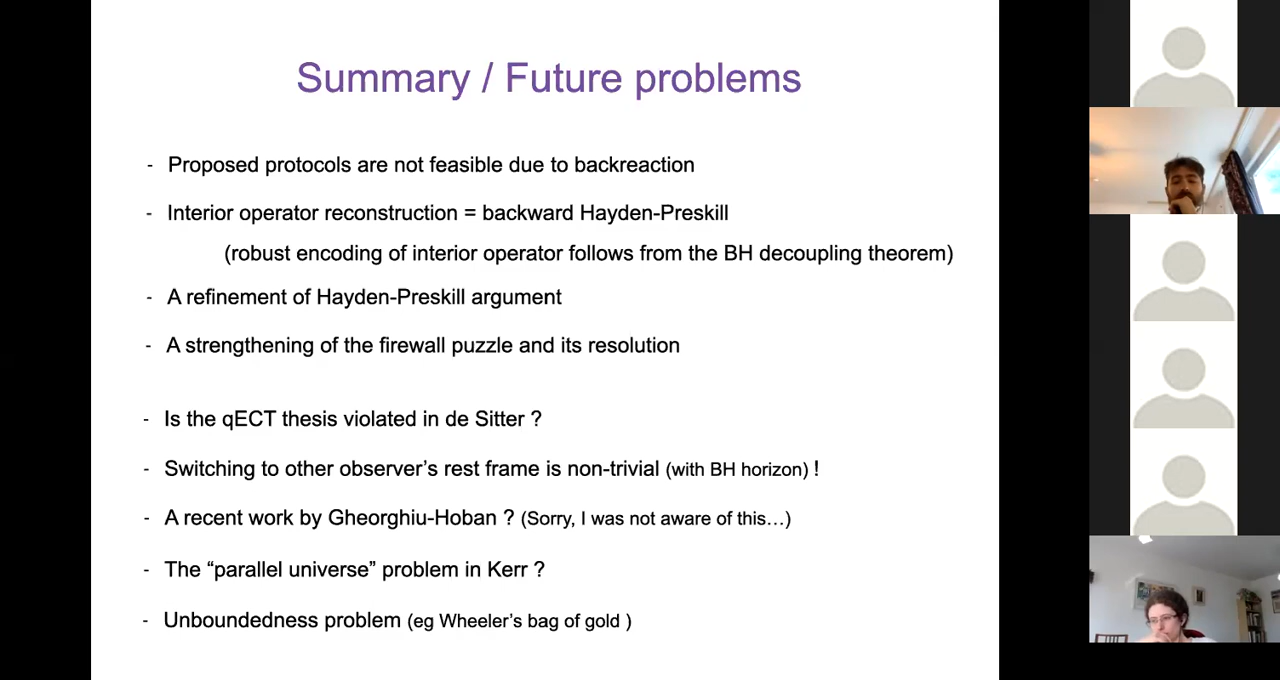 Summary / Future problems
- Proposed protocols are not feasible due to backreaction
- Interior operator reconstruction = backward Hayden-Preskill
(robust encoding of interior operator follows from the BH decoupling theorem)
- A refinement of Hayden-Preskill argument
- A strengthening of the firewall puzzle and its resolution
- Is the qECT thesis violated in de Sitter ?
- Switching to other observer's rest frame is non-trivial (with BH horizon) !
- A recent work by Gheorghiu-Hoban ? (Sorry, I was not aware of this…)
- The “parallel universe” problem in Kerr ?
- Unboundedness problem (eg Wheeler's bag of gold )